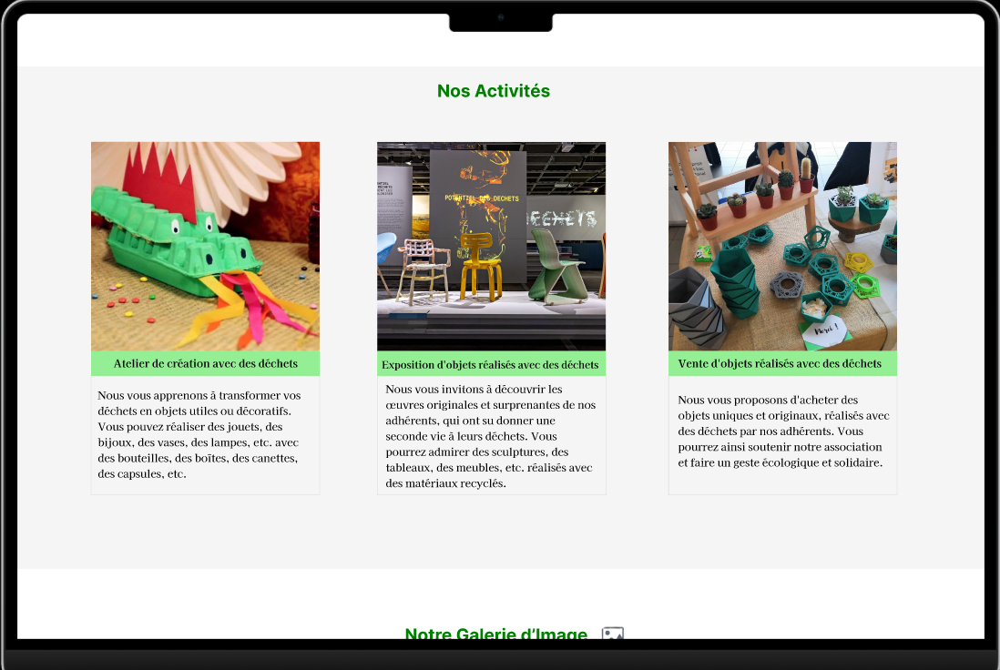 Nos Activités
POTENTIEL DES DECHETS
Merci !
Atelier de création avec des déchets
Nous vous apprenons à transformer vos
déchets en objets utiles ou décoratifs.
Vous pouvez réaliser des jouets, des
bijoux, des vases, des lampes, etc. avec
des bouteilles, des boîtes, des canettes,
des capsules, etc.
Exposition d'objets réalisés avec des déchets
Nous vous invitons à découvrir les
œuvres originales et surprenantes de nos
adhérents, qui ont su donner une
seconde vie à leurs déchets. Vous
pourrez admirer des sculptures, des
tableaux, des meubles, etc. réalisés avec
des matériaux recyclés.
Vente d'objets réalisés avec des déchets
Nous vous proposons d'acheter des
objets uniques et originaux, réalisés avec
des déchets par nos adhérents. Vous
pourrez ainsi soutenir notre association
et faire un geste écologique et solidaire.
Notre Galerie d'Image